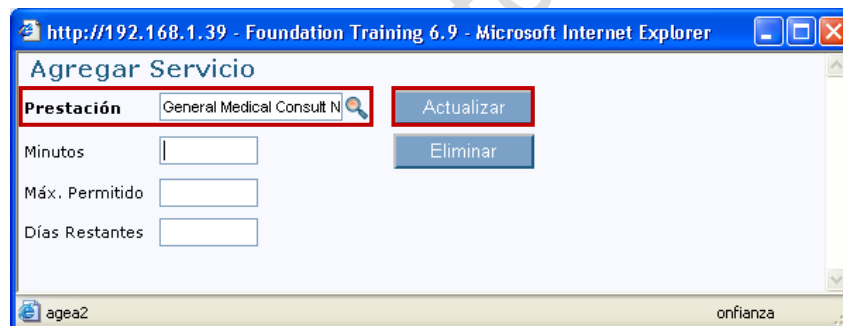 http://192.168.1.39 - Foundation Training 6.9 - Microsoft Internet Explorer
Agregar Servicio
Prestación General Medical Consult N Actualizar
Minutos Eliminar
Máx. Permitido
Días Restantes
agea2 onfianza